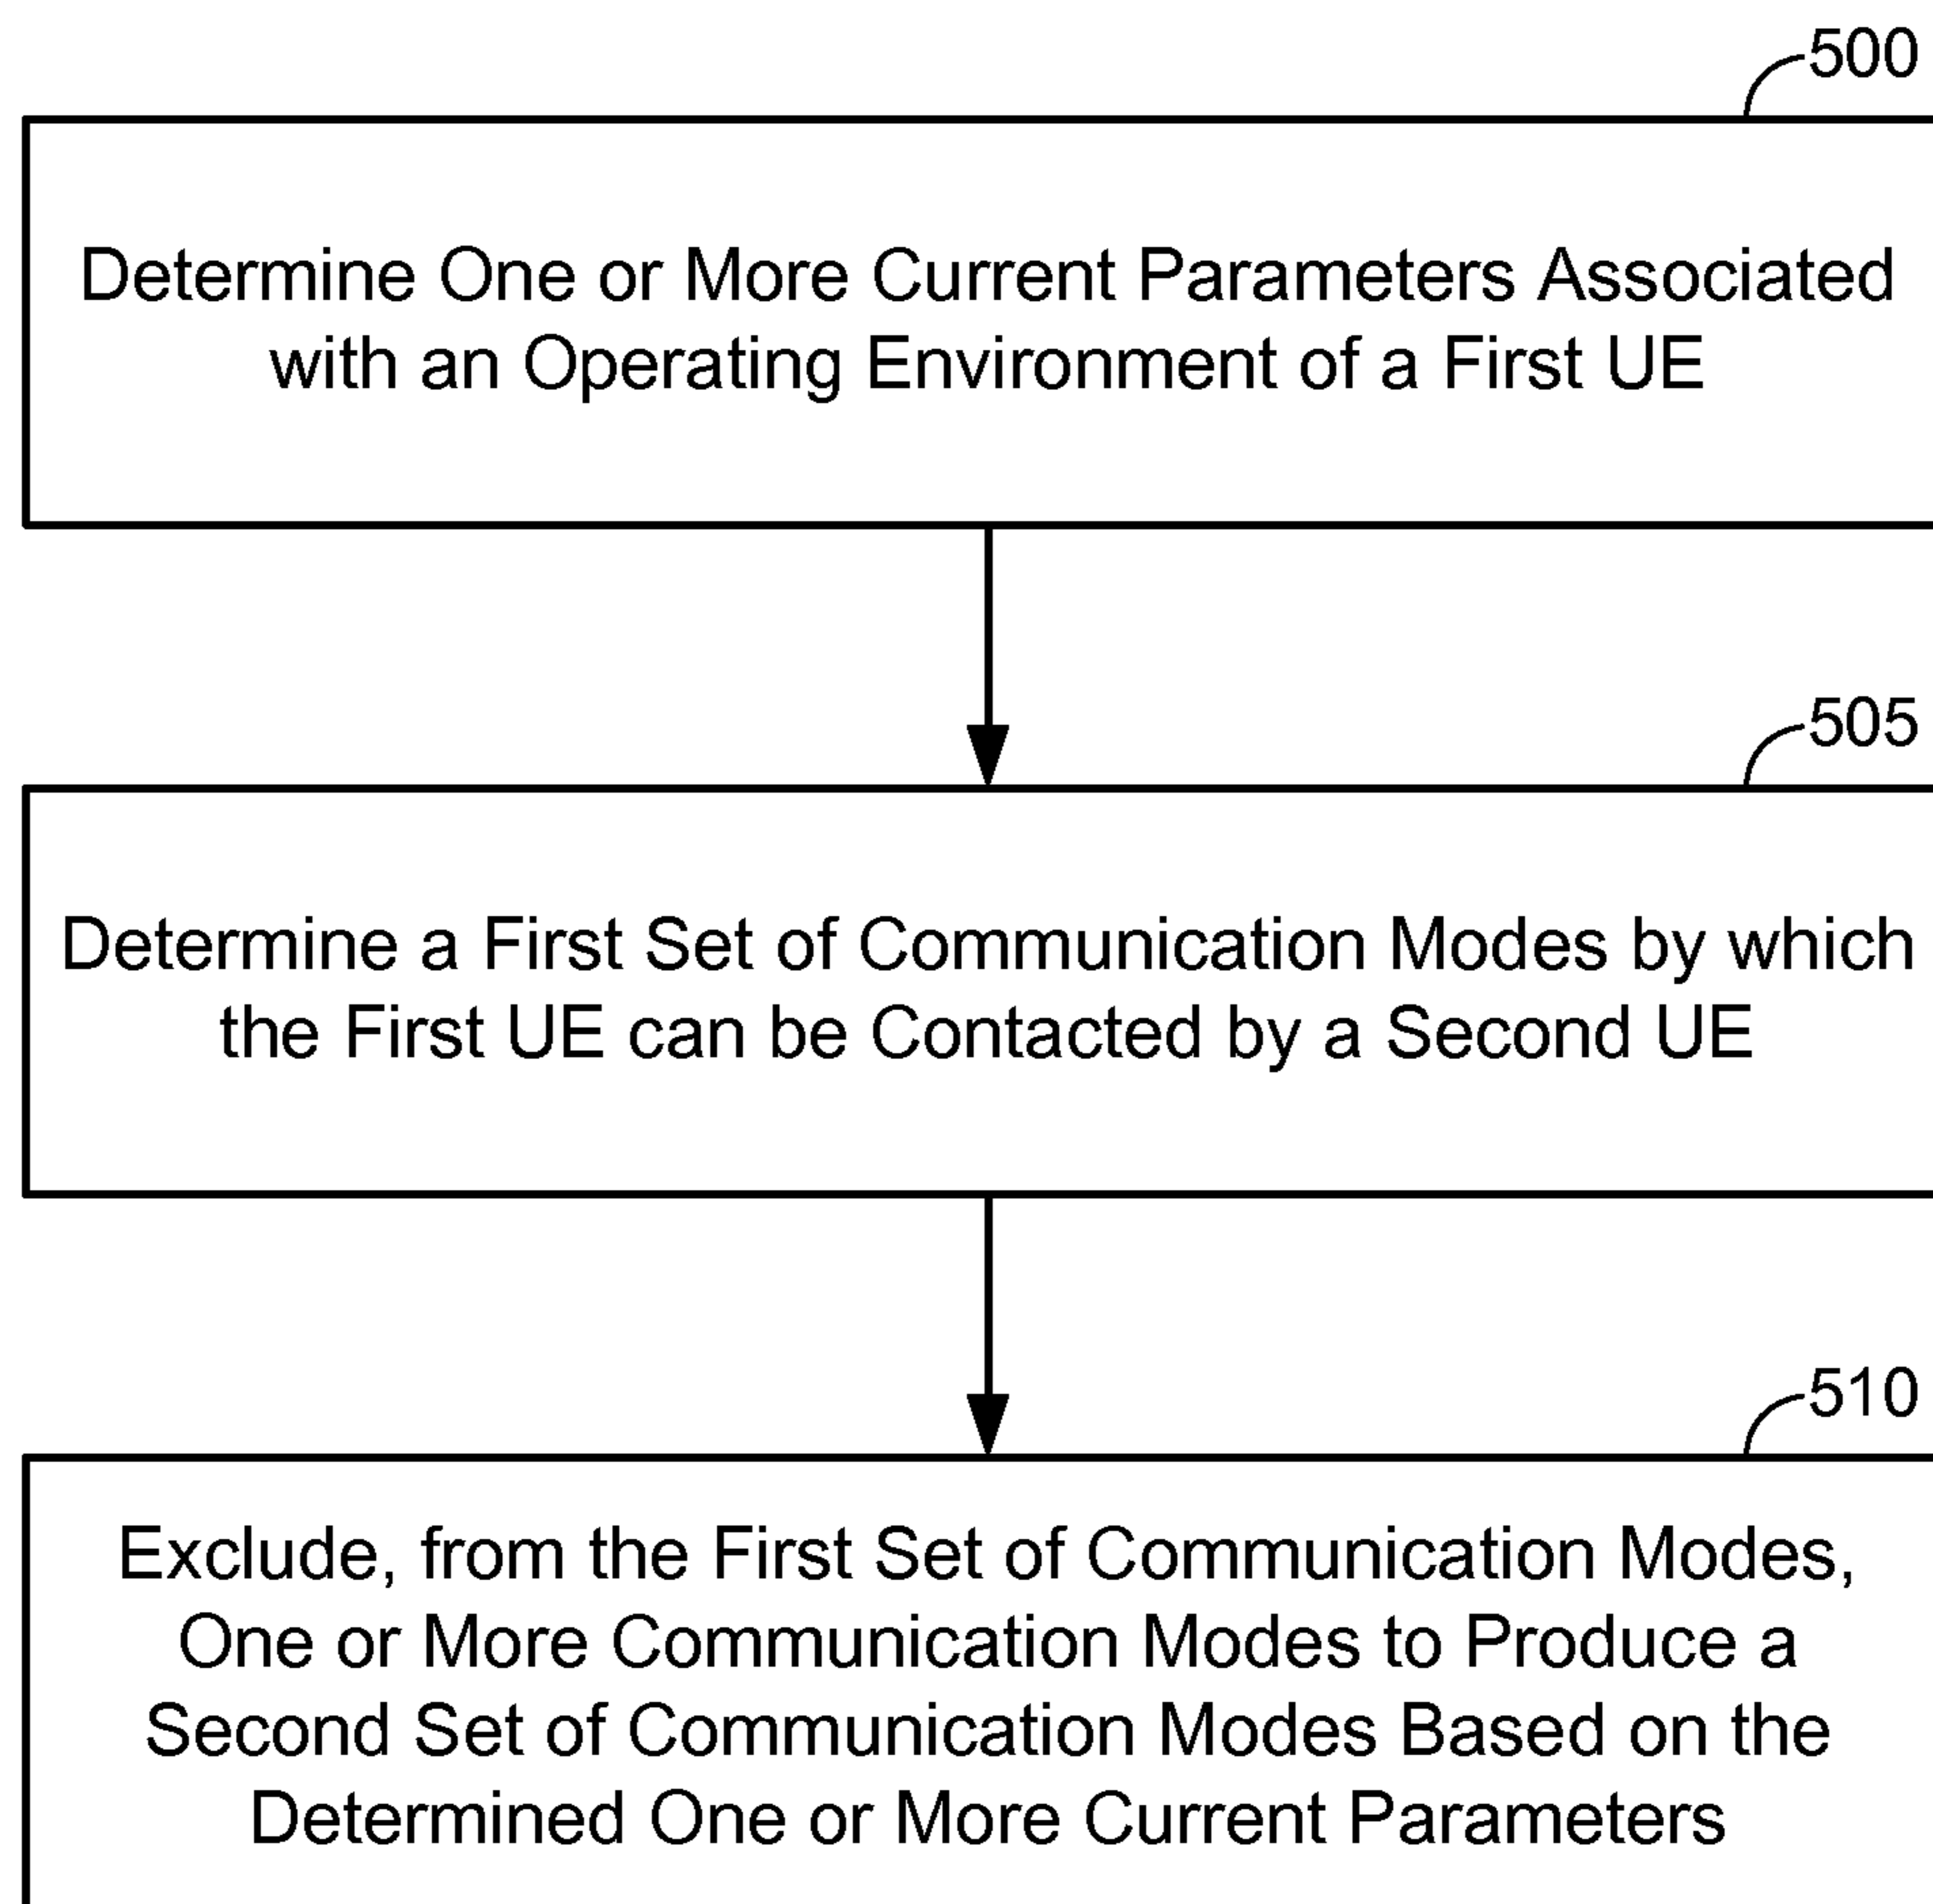 500
Determine One or More Current Parameters Associated
with an Operating Environment of a First UE
505
Determine a First Set of Communication Modes by which
the First UE can be Contacted by a Second UE
510
Exclude, from the First Set of Communication Modes,
One or More Communication Modes to Produce a
Second Set of Communication Modes Based on the
Determined One or More Current Parameters